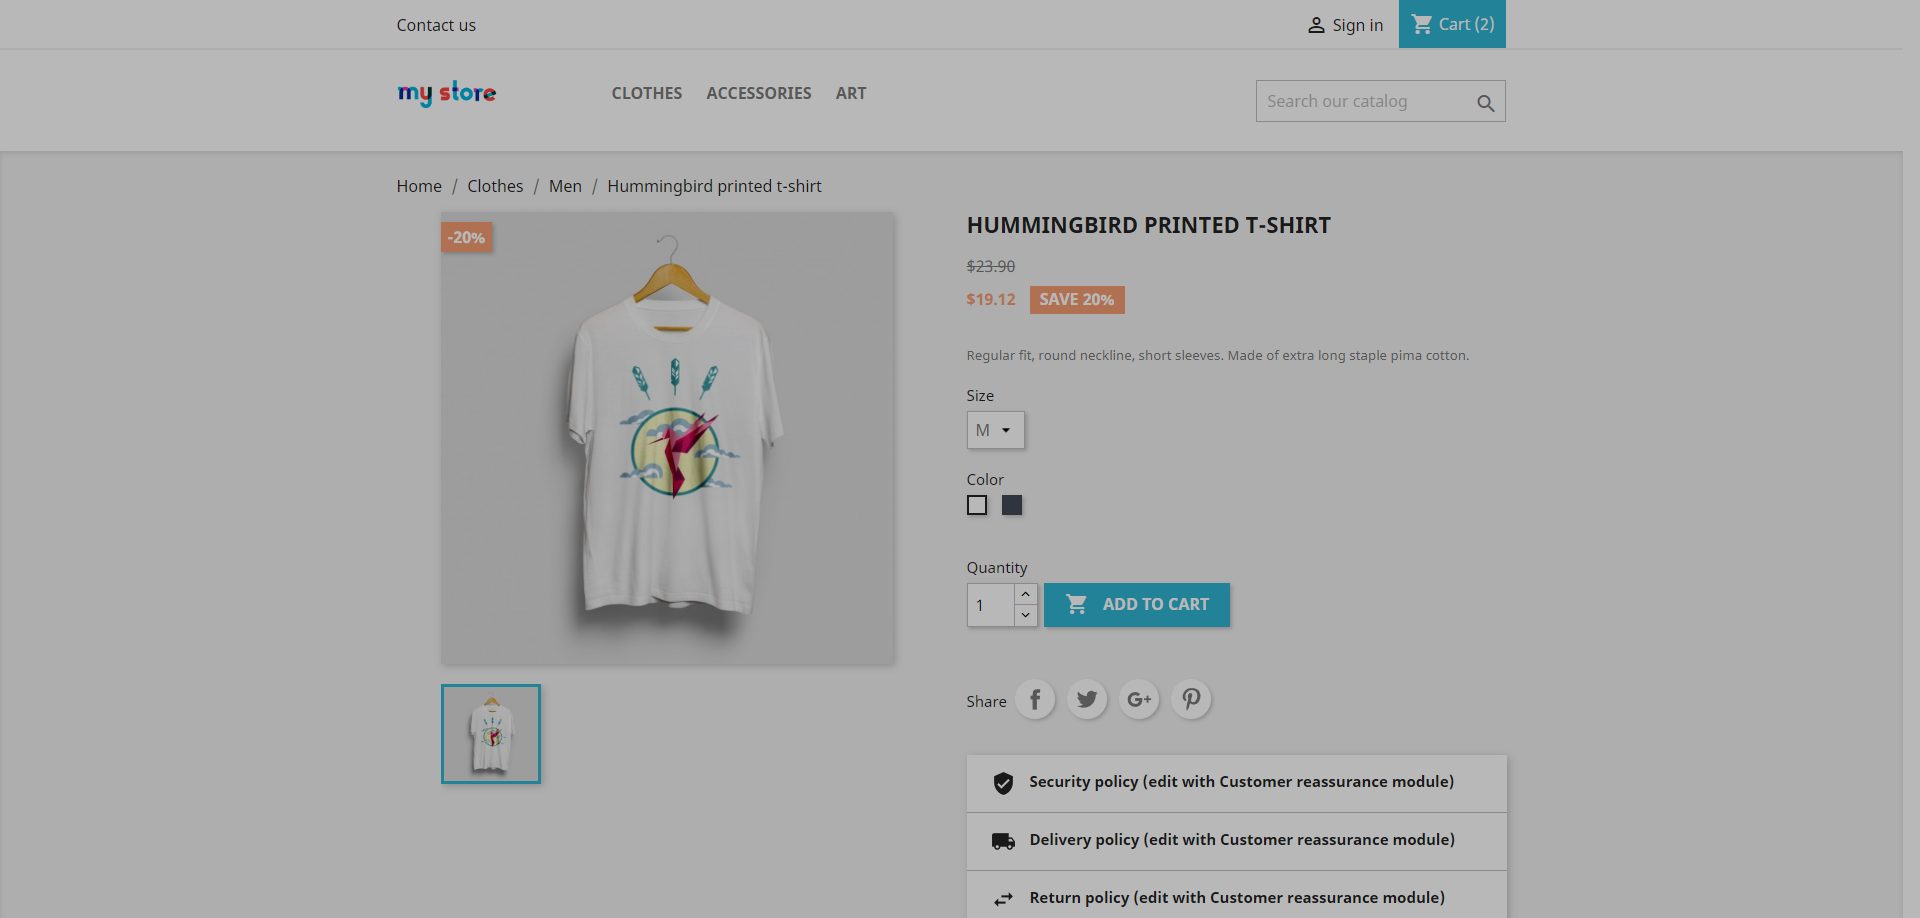 Contact us
Sign in
Cart (2)
my store
CLOTHES
ACCESSORIES
ART
Search our catalog
Home / Clothes / Men / Hummingbird printed t-shirt
-20%
HUMMINGBIRD PRINTED T-SHIRT
$23.90
$19.12
SAVE 20%
Regular fit, round neckline, short sleeves. Made of extra long staple pima cotton.
Size
M
Color
Quantity
1
ADD TO CART
Share
Security policy (edit with Customer reassurance module)
Delivery policy (edit with Customer reassurance module)
Return policy (edit with Customer reassurance module)